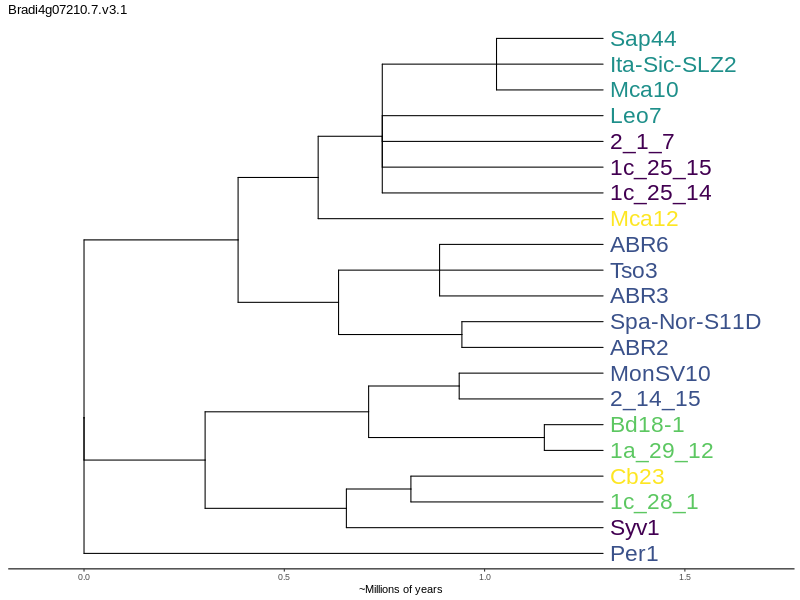 Bradi4g07210.7.v3.1
Sap44
Ita-Sic-SLZ2
Mca10
Leo7
2_1_7
1c_25_15
1c_25_14
Mca12
ABR6
Tso3
ABR3
Spa-Nor-S11D
ABR2
MonSV10
2_14_15
Bd18-1
1a_29_12
Cb23
1c_28_1
Syv1
Per1
0.0 0.5 1.0 1.5
~Millions of years